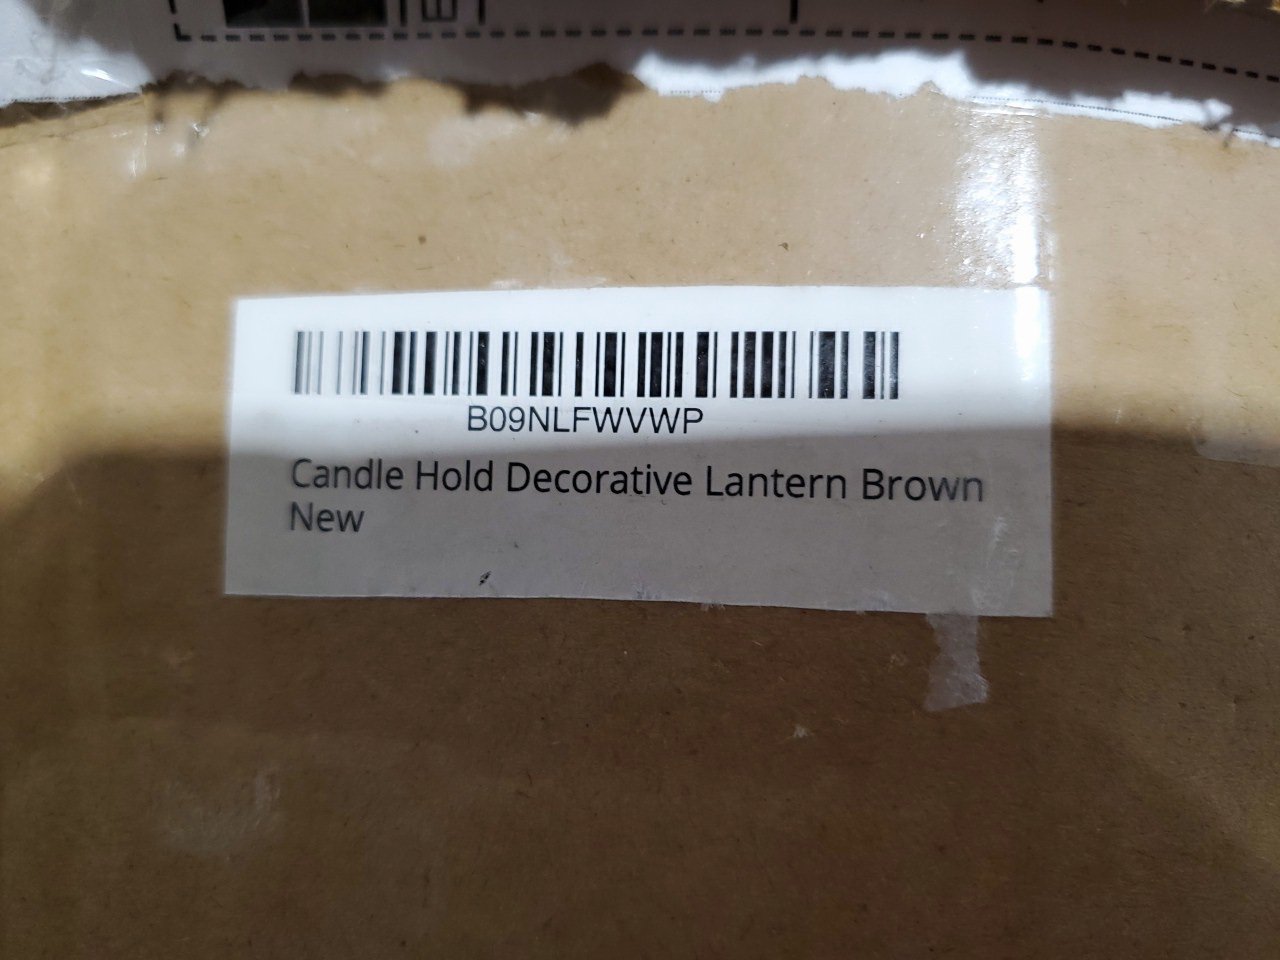 B09NLFWVWP
Candle Hold Decorative Lantern Brown
New